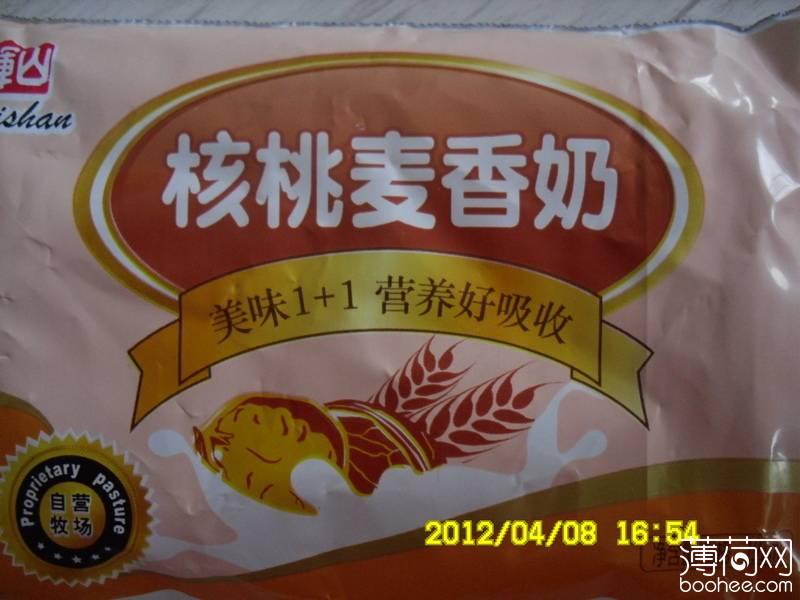 核桃麦香奶
美味1+1 营养好吸收
Proprietary pasture
自营
牧场
2012/04/08 16:54
薄荷网
boohee.com